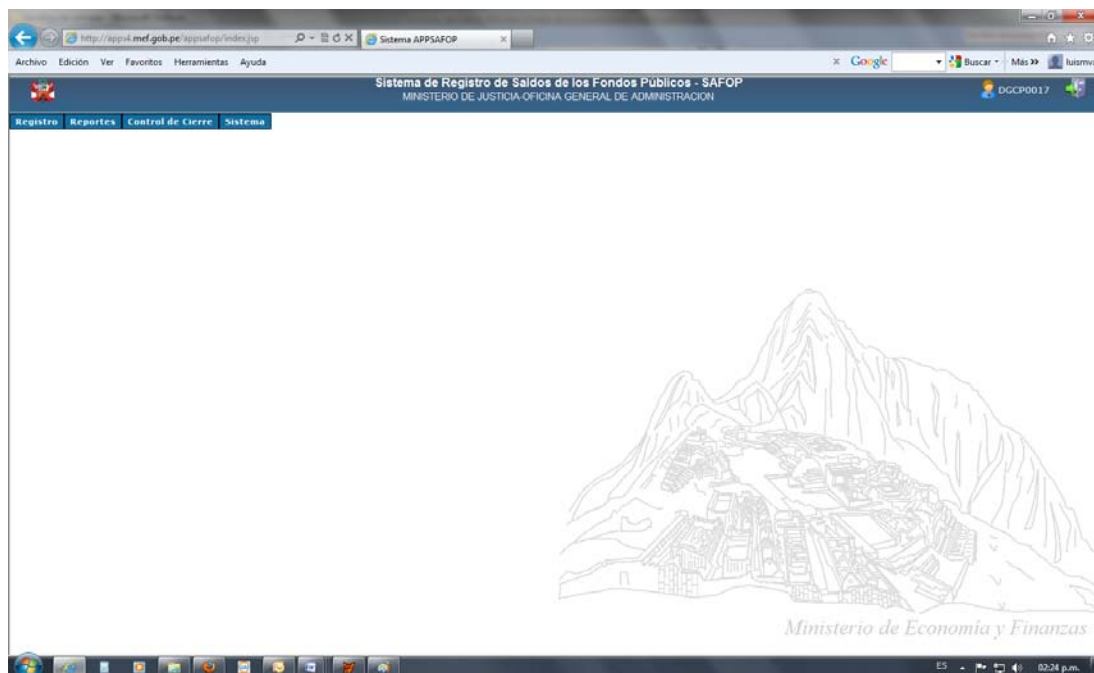 http://apps4.mef.gob.pe/appsafop/index.jsp
Sistema APPSAFOP
Archivo Edición Ver Favoritos Herramientas Ayuda
Google
Buscar Más >> luismv
Sistema de Registro de Saldos de los Fondos Públicos - SAFOP
MINISTERIO DE JUSTICIA-OFICINA GENERAL DE ADMINISTRACION
DGCP0017
Registro Reportes Control de Cierre Sistema
Ministerio de Economía y Finanzas
ES 02:24 p.m.